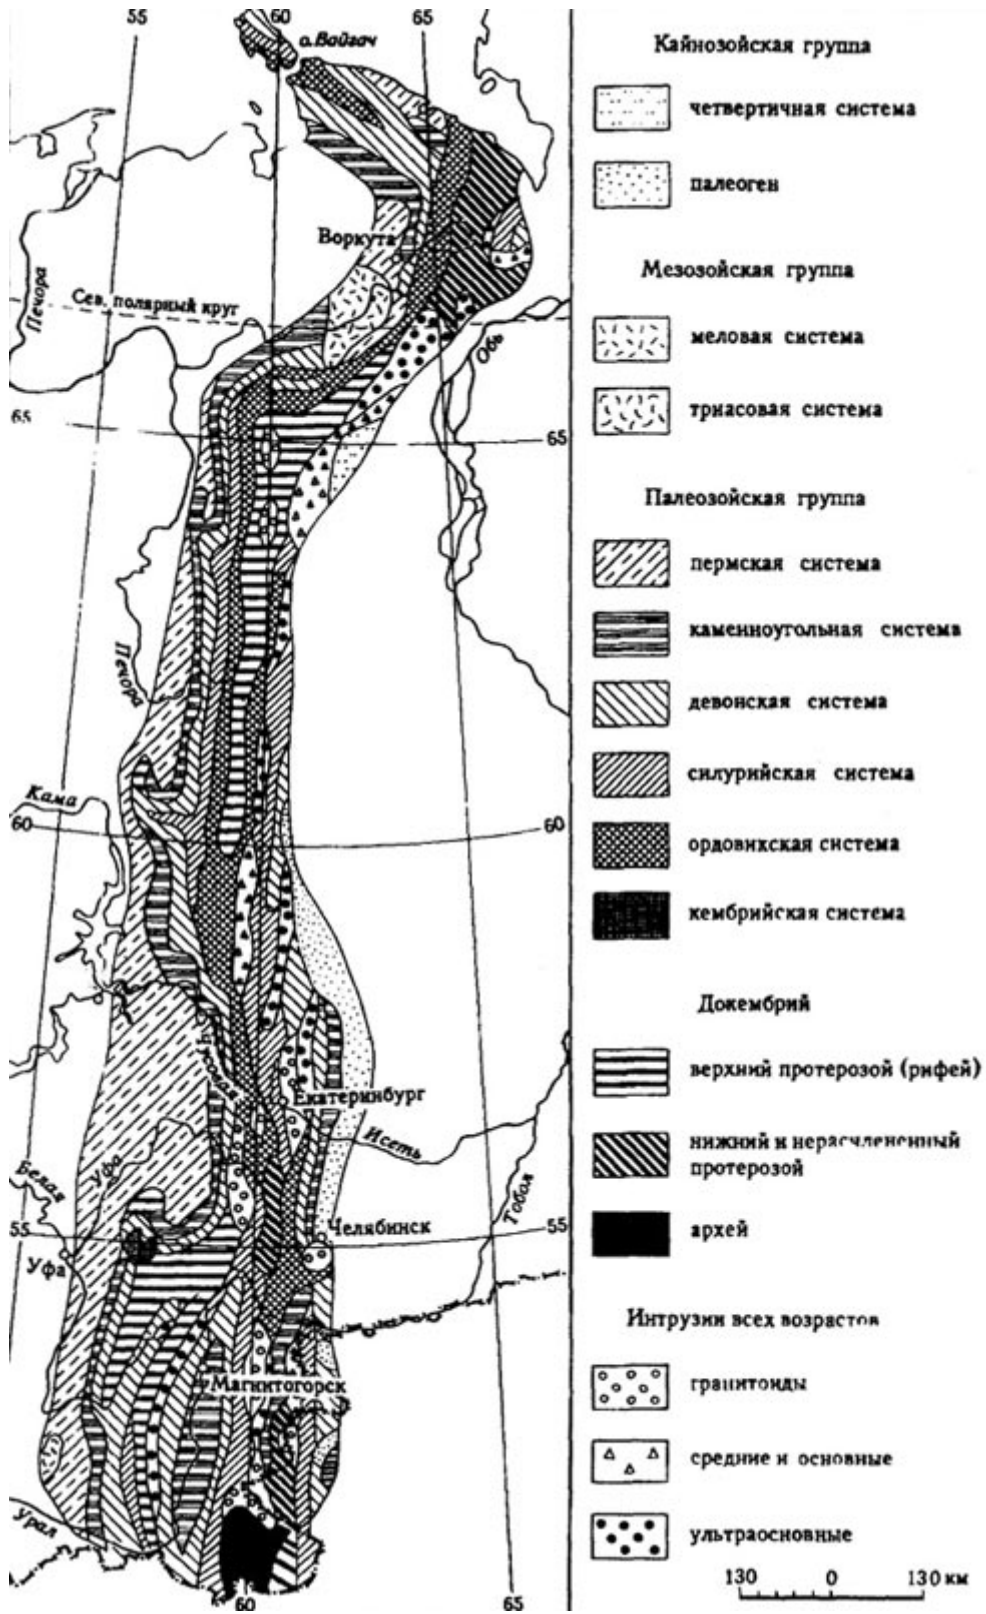 55
60
65
о. Вайгач
Воркута
Печора
Сев. полярный круг
Обь
65
65
Печора
Кама
60
60
Екатеринбург
Исеть
Белая
Уфа
Тобол
55
Челябинск
55
Уфа
Магнитогорск
Урал
60
65
Кайнозойская группа
четвертичная система
палеоген
Мезозойская группа
меловая система
триасовая система
Палеозойская группа
пермская система
каменноугольная система
девонская система
силурийская система
ордовикская система
кембрийская система
Докембрий
верхний протерозой (рифей)
нижний и нерасчлененный
протерозой
архей
Интрузии всех возрастов
гранитоиды
средние и основные
ультраосновные
130 0 130 км